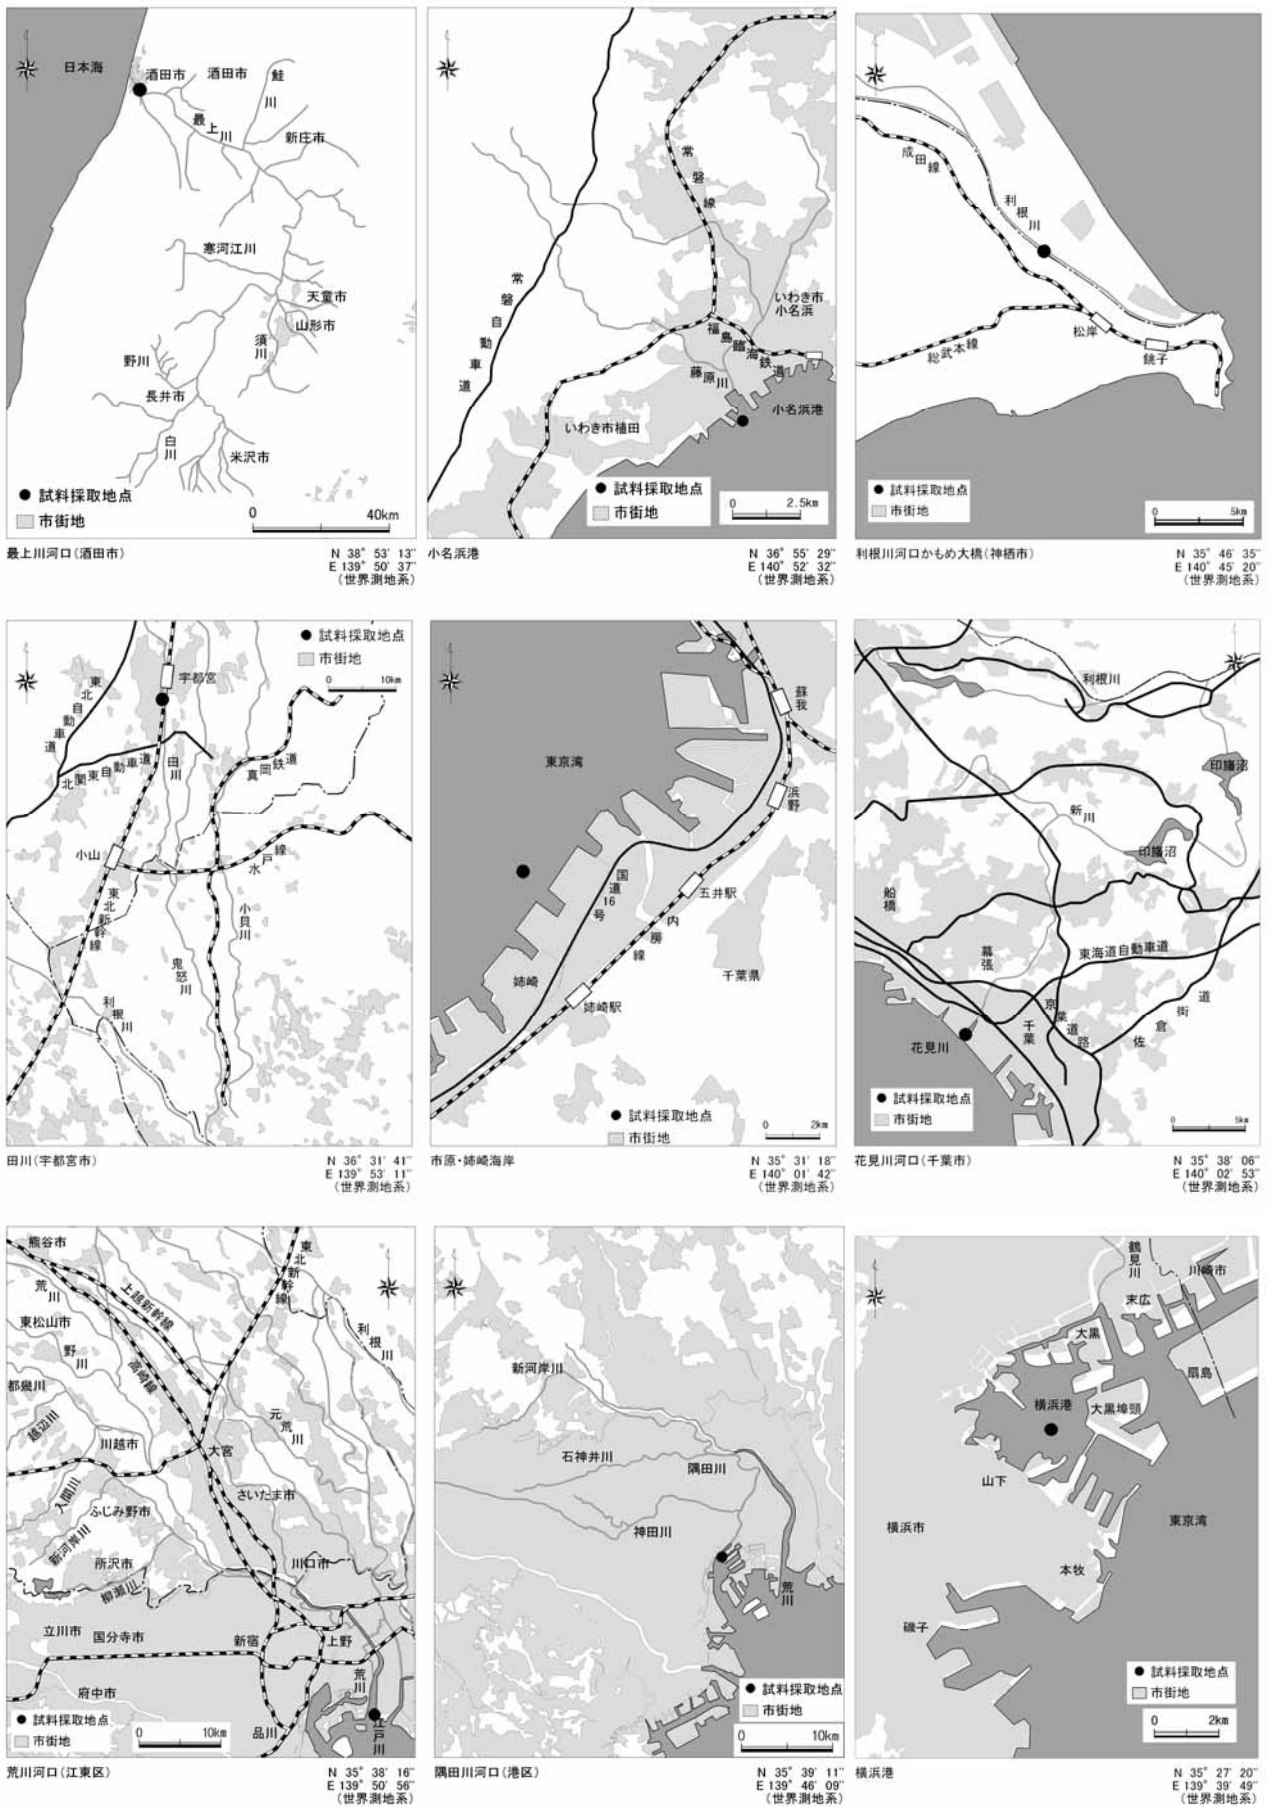 日本海
酒田市
酒田市
鮭川
最上川
新庄市
寒河江川
天童市
山形市
須川
野川
長井市
白川
米沢市
試料採取地点
市街地
0 40km
最上川河口(酒田市)
N 38° 53′ 13″
E 139° 50′ 37″
(世界測地系)
常磐線
常磐自動車道
いわき市
小名浜
福島臨海鉄道
藤原川
小名浜港
いわき市植田
試料採取地点
市街地
0 2.5km
小名浜港
N 36° 55′ 29″
E 140° 52′ 32″
(世界測地系)
成田線
利根川
松岸
銚子
総武本線
試料採取地点
市街地
0 5km
利根川河口かもめ大橋(神栖市)
N 35° 46′ 35″
E 140° 45′ 20″
(世界測地系)
試料採取地点
市街地
0 10km
宇都宮
東北自動車道
北関東自動車道
田川
真岡鉄道
小山
水戸線
東北新幹線
小貝川
鬼怒川
利根川
田川(宇都宮市)
N 36° 31′ 41″
E 139° 53′ 11″
(世界測地系)
蘇我
東京湾
浜野
国道16号
五井駅
内房線
姉崎
千葉県
姉崎駅
試料採取地点
市街地
0 2km
市原・姉崎海岸
N 35° 31′ 18″
E 140° 01′ 42″
(世界測地系)
利根川
印旛沼
新川
印旛沼
船橋
幕張
東海道自動車道
京葉道路
千葉
佐倉街道
花見川
試料採取地点
市街地
0 5km
花見川河口(千葉市)
N 35° 38′ 06″
E 140° 02′ 53″
(世界測地系)
熊谷市
東北新幹線
荒川
上越新幹線
東松山市
利根川
野川
高崎線
都幾川
元荒川
越辺川
川越市
大宮
入間川
さいたま市
ふじみ野市
新河岸川
所沢市
川口市
柳瀬川
立川市
国分寺市
新宿
上野
荒川
府中市
試料採取地点
市街地
0 10km
品川
江戸川
荒川河口(江東区)
N 35° 38′ 16″
E 139° 50′ 56″
(世界測地系)
新河岸川
石神井川
隅田川
神田川
荒川
試料採取地点
市街地
0 10km
隅田川河口(港区)
N 35° 39′ 11″
E 139° 46′ 09″
(世界測地系)
鶴見川
川崎市
末広
大黒
扇島
横浜港
大黒埠頭
山下
横浜市
東京湾
本牧
磯子
試料採取地点
市街地
0 2km
横浜港
N 35° 27′ 20″
E 139° 39′ 49″
(世界測地系)